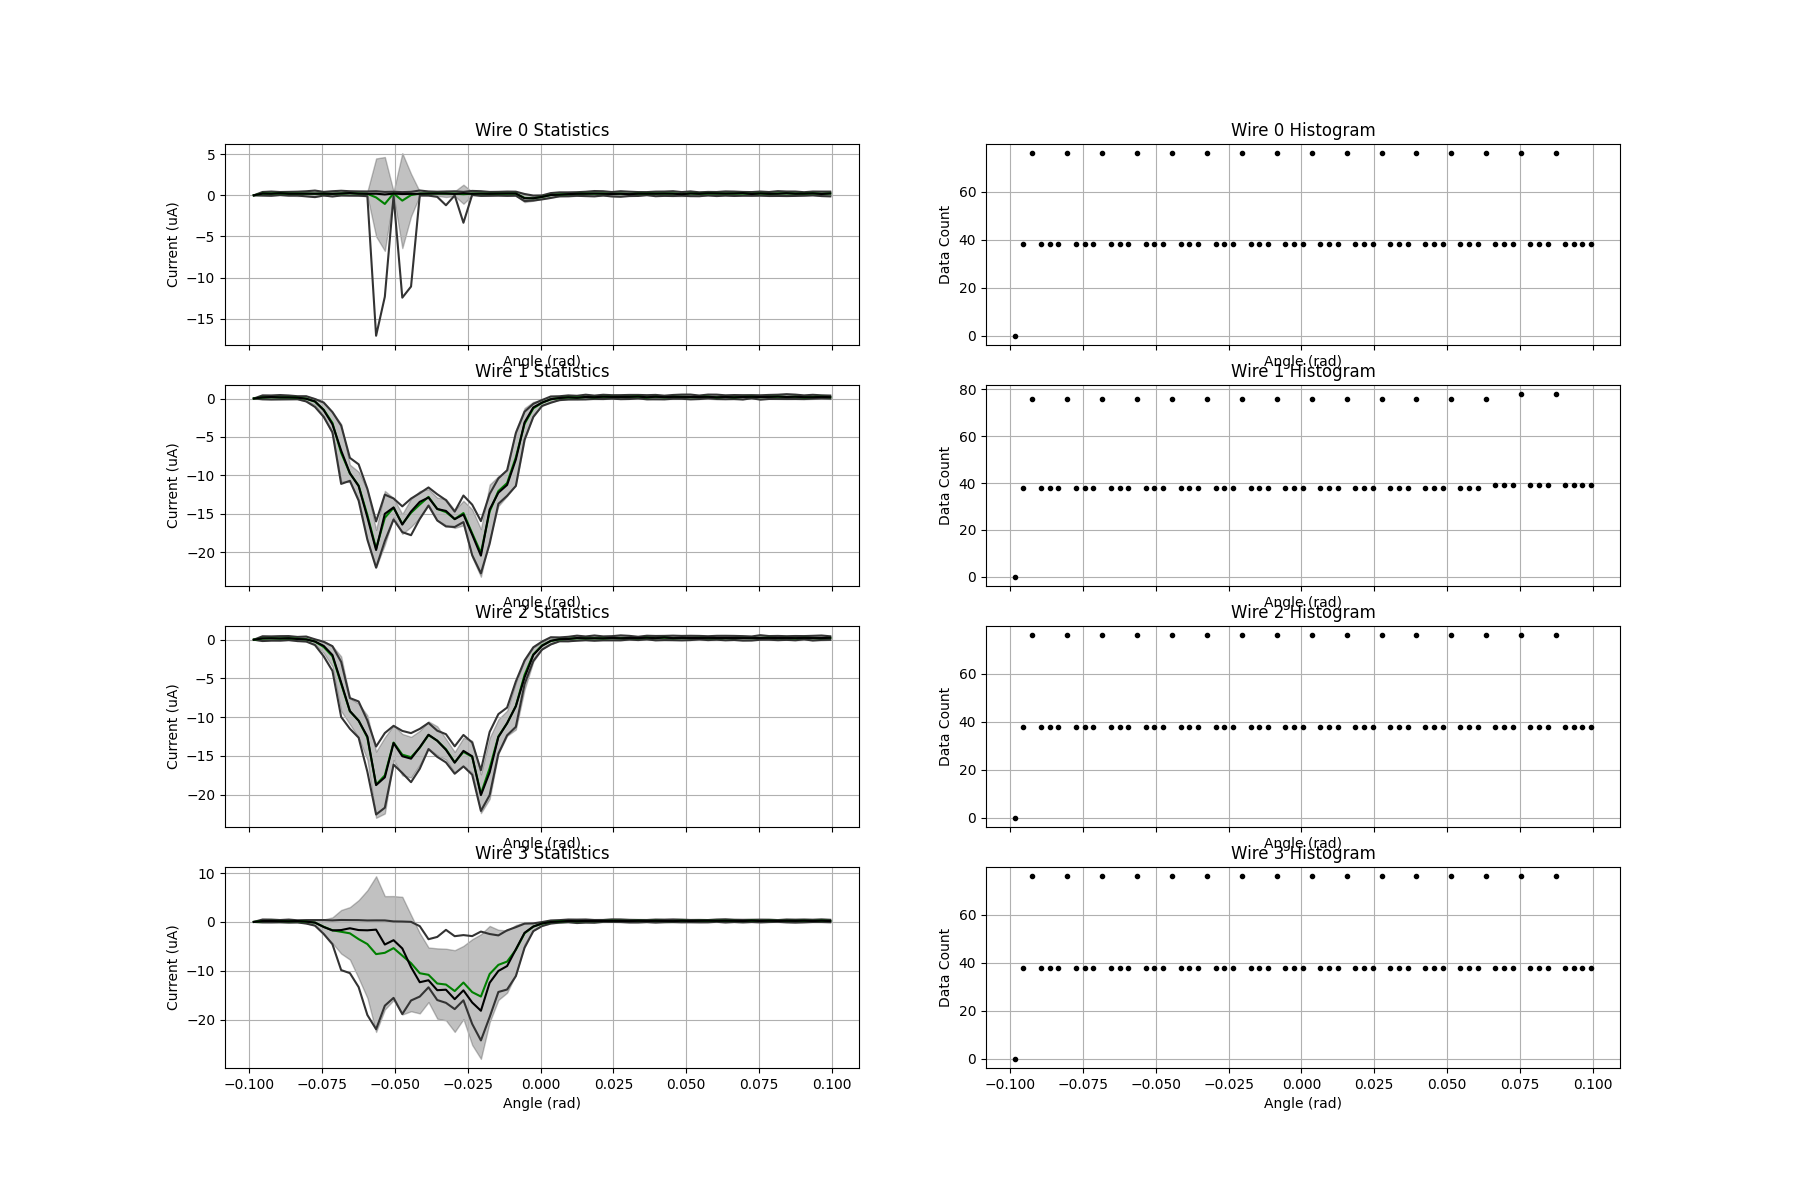 Wire 0 Statistics
Wire 0 Histogram
5
0
−5
−10
−15
Current (uA)
Angle (rad)
60
40
20
0
Data Count
Angle (rad)
Wire 1 Statistics
Wire 1 Histogram
0
−5
−10
−15
−20
Current (uA)
Angle (rad)
80
60
40
20
0
Data Count
Angle (rad)
Wire 2 Statistics
Wire 2 Histogram
0
−5
−10
−15
−20
Current (uA)
Angle (rad)
60
40
20
0
Data Count
Angle (rad)
Wire 3 Statistics
Wire 3 Histogram
10
0
−10
−20
Current (uA)
−0.100 −0.075 −0.050 −0.025 0.000 0.025 0.050 0.075 0.100
Angle (rad)
60
40
20
0
Data Count
−0.100 −0.075 −0.050 −0.025 0.000 0.025 0.050 0.075 0.100
Angle (rad)